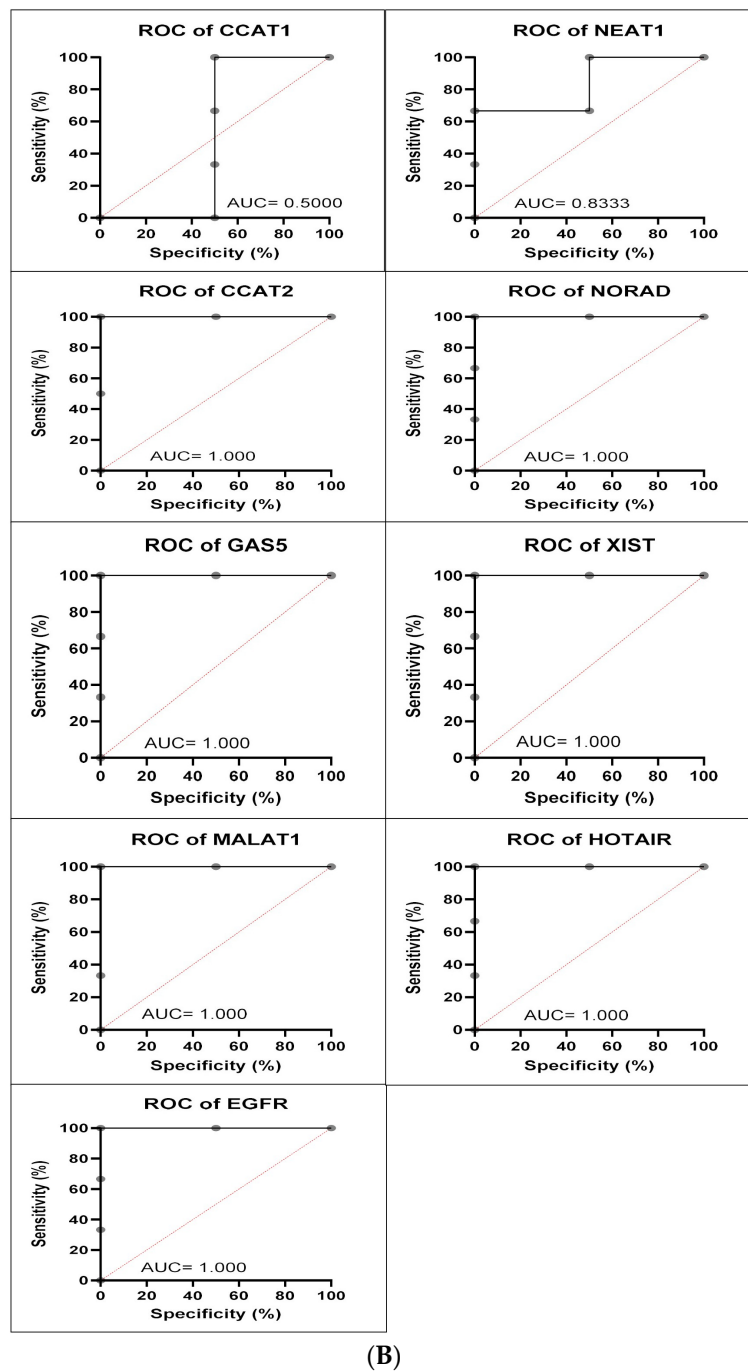 ROC of CCAT1
100
80
60
40
20
0
Sensitivity (%)
AUC= 0.5000
0 20 40 60 80 100
Specificity (%)
ROC of NEAT1
100
80
60
40
20
0
Sensitivity (%)
AUC= 0.8333
0 20 40 60 80 100
Specificity (%)
ROC of CCAT2
100
80
60
40
20
0
Sensitivity (%)
AUC= 1.000
0 20 40 60 80 100
Specificity (%)
ROC of NORAD
100
80
60
40
20
0
Sensitivity (%)
AUC= 1.000
0 20 40 60 80 100
Specificity (%)
ROC of GAS5
100
80
60
40
20
0
Sensitivity (%)
AUC= 1.000
0 20 40 60 80 100
Specificity (%)
ROC of XIST
100
80
60
40
20
0
Sensitivity (%)
AUC= 1.000
0 20 40 60 80 100
Specificity (%)
ROC of MALAT1
100
80
60
40
20
0
Sensitivity (%)
AUC= 1.000
0 20 40 60 80 100
Specificity (%)
ROC of HOTAIR
100
80
60
40
20
0
Sensitivity (%)
AUC= 1.000
0 20 40 60 80 100
Specificity (%)
ROC of EGFR
100
80
60
40
20
0
Sensitivity (%)
AUC= 1.000
0 20 40 60 80 100
Specificity (%)
(B)